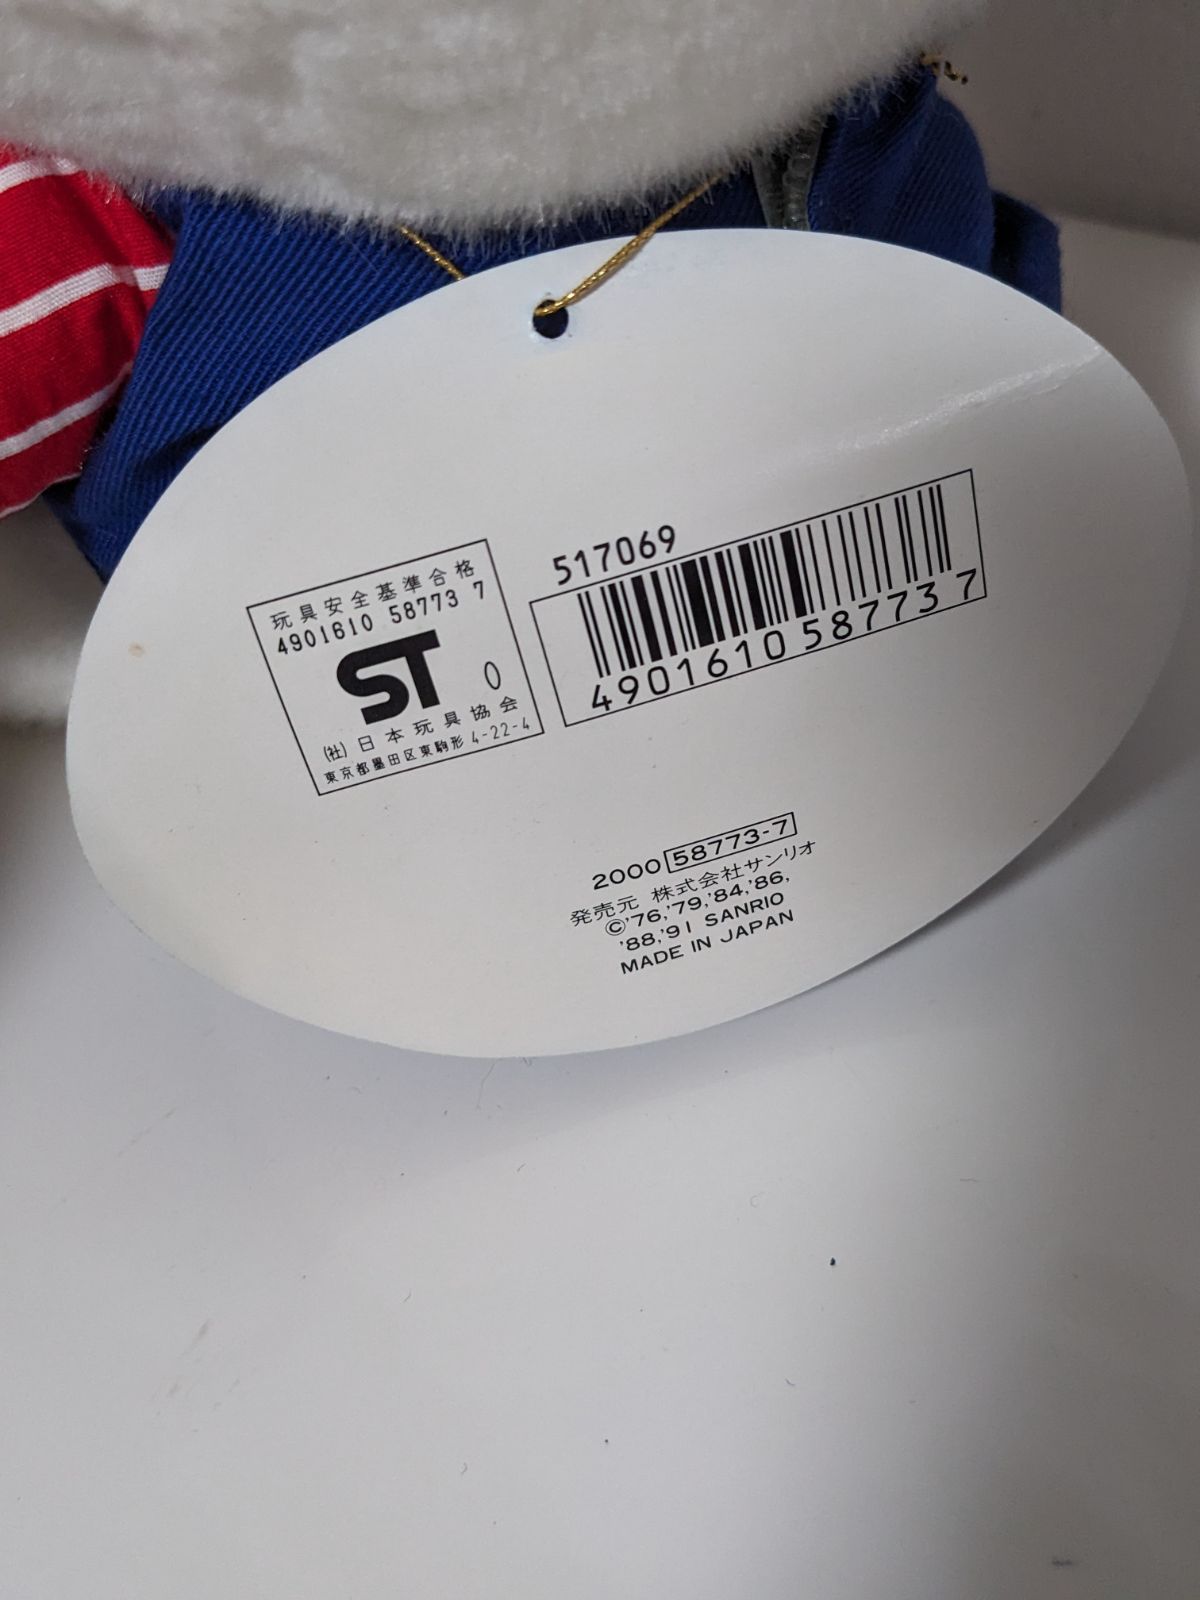 玩具安全基準合格
4901610 58773 7
ST 0
(社)日本玩具協会
東京都墨田区東駒形 4-22-4
517069
4901610587737
2000 58773-7
発売元 株式会社サンリオ
©'76,'79,'84,'86,
'88,'91 SANRIO
MADE IN JAPAN